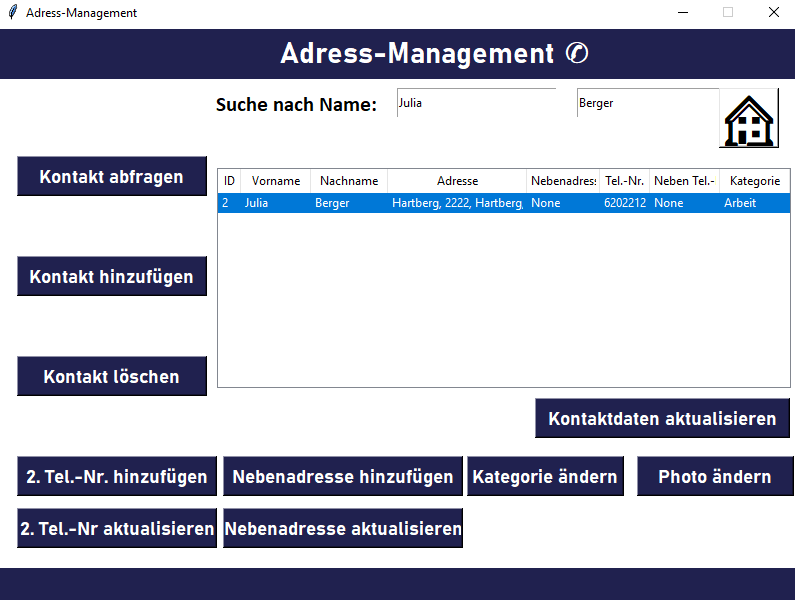 Adress-Management
Adress-Management ✆
Suche nach Name: Julia Berger
Kontakt abfragen
ID Vorname Nachname Adresse Nebenadress Tel.-Nr. Neben Tel.- Kategorie
2 Julia Berger Hartberg, 2222, Hartberg, None 6202212 None Arbeit
Kontakt hinzufügen
Kontakt löschen
Kontaktdaten aktualisieren
2. Tel.-Nr. hinzufügen Nebenadresse hinzufügen Kategorie ändern Photo ändern
2. Tel.-Nr aktualisieren Nebenadresse aktualisieren